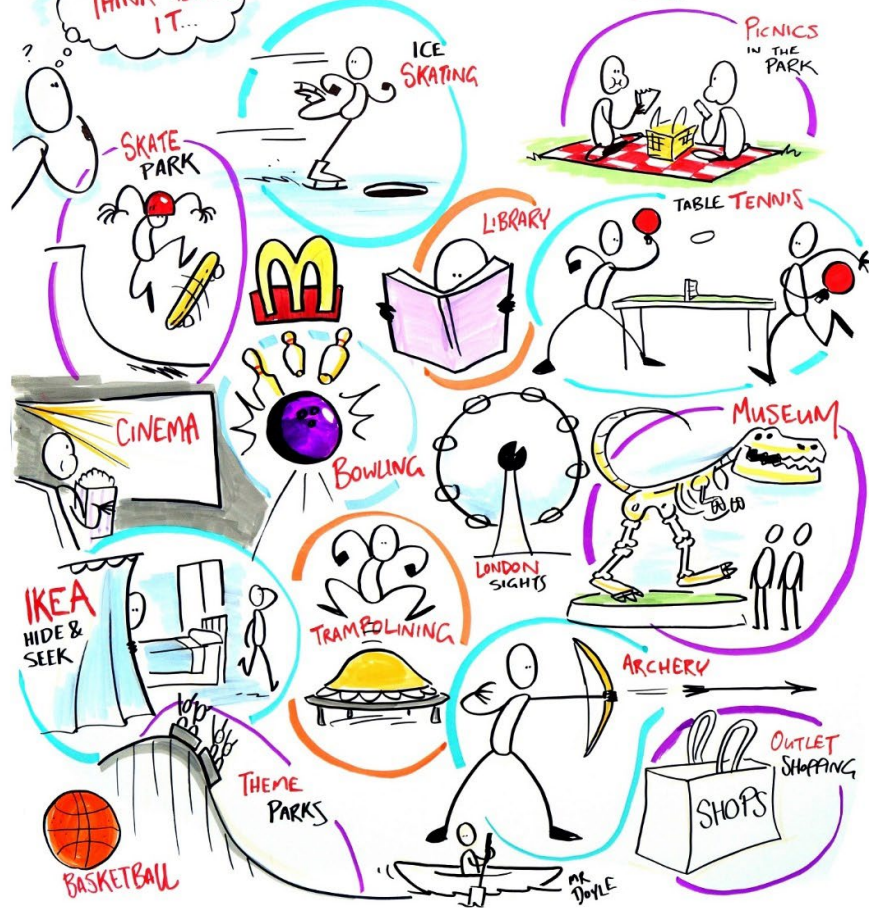 THINK
IT...
?
ICE
SKATING
PICNICS
IN THE
PARK
SKATE
PARK
LIBRARY
TABLE TENNIS
M
CINEMA
BOWLING
MUSEUM
LONDON
SIGHTS
IKEA
HIDE &
SEEK
TRAMPOLINING
ARCHERY
THEME
PARKS
OUTLET
SHOPPING
SHOPS
BASKETBALL
MR
DOYLE